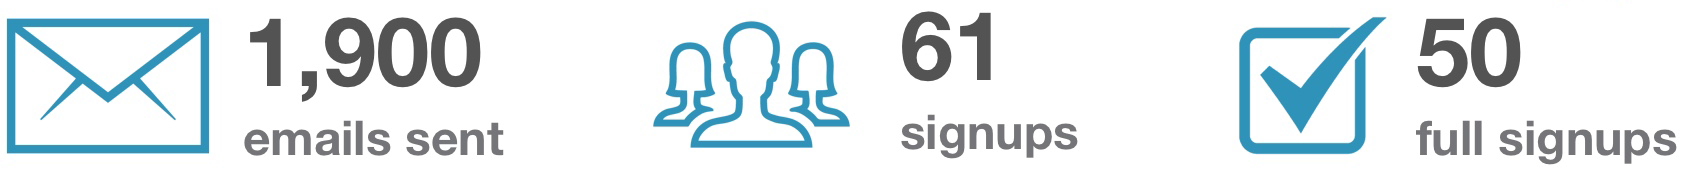 1,900
emails sent
61
signups
50
full signups